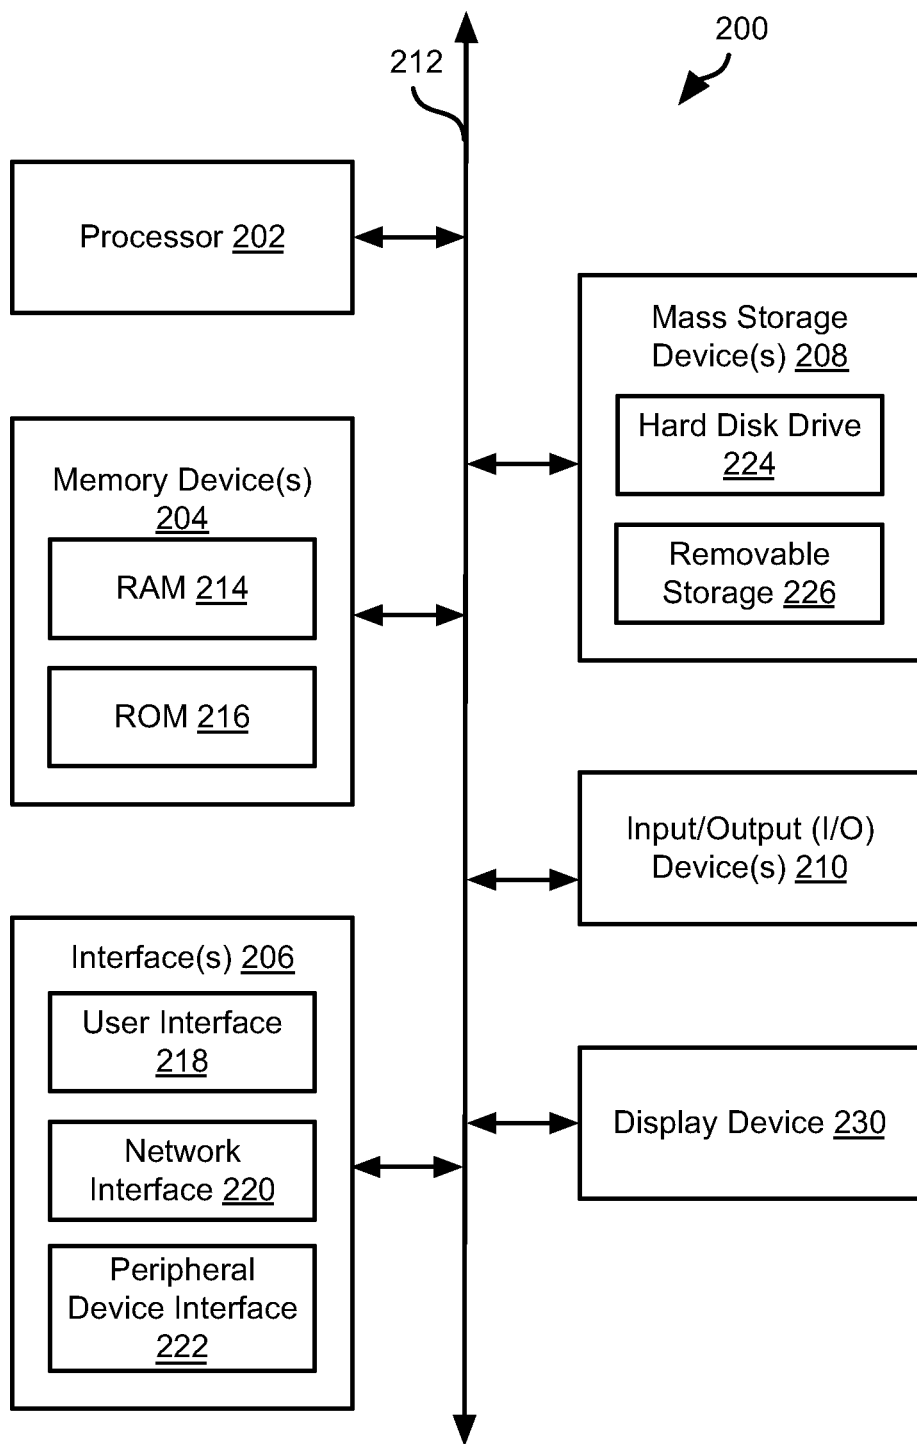 200
212
Processor 202
Mass Storage
Device(s) 208
Hard Disk Drive
224
Removable
Storage 226
Memory Device(s)
204
RAM 214
ROM 216
Input/Output (I/O)
Device(s) 210
Interface(s) 206
User Interface
218
Network
Interface 220
Peripheral
Device Interface
222
Display Device 230